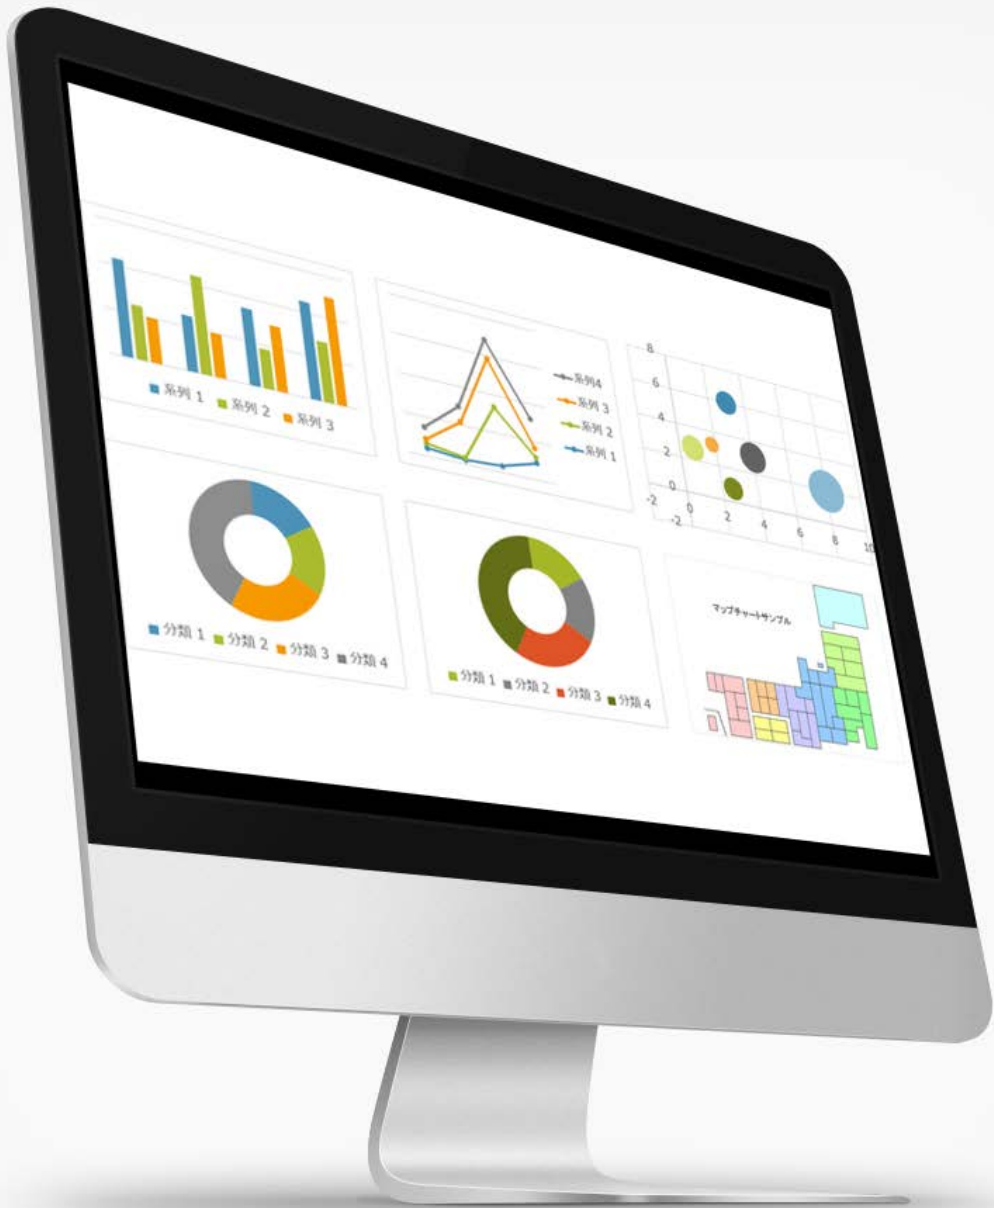 系列 1 系列 2 系列 3
系列4
系列 3
系列 2
系列 1
8
6
4
2
0
-2
-2 0 2 4 6 8 10
分類 1 分類 2 分類 3 分類 4
分類 1 分類 2 分類 3 分類 4
マップチャートサンプル